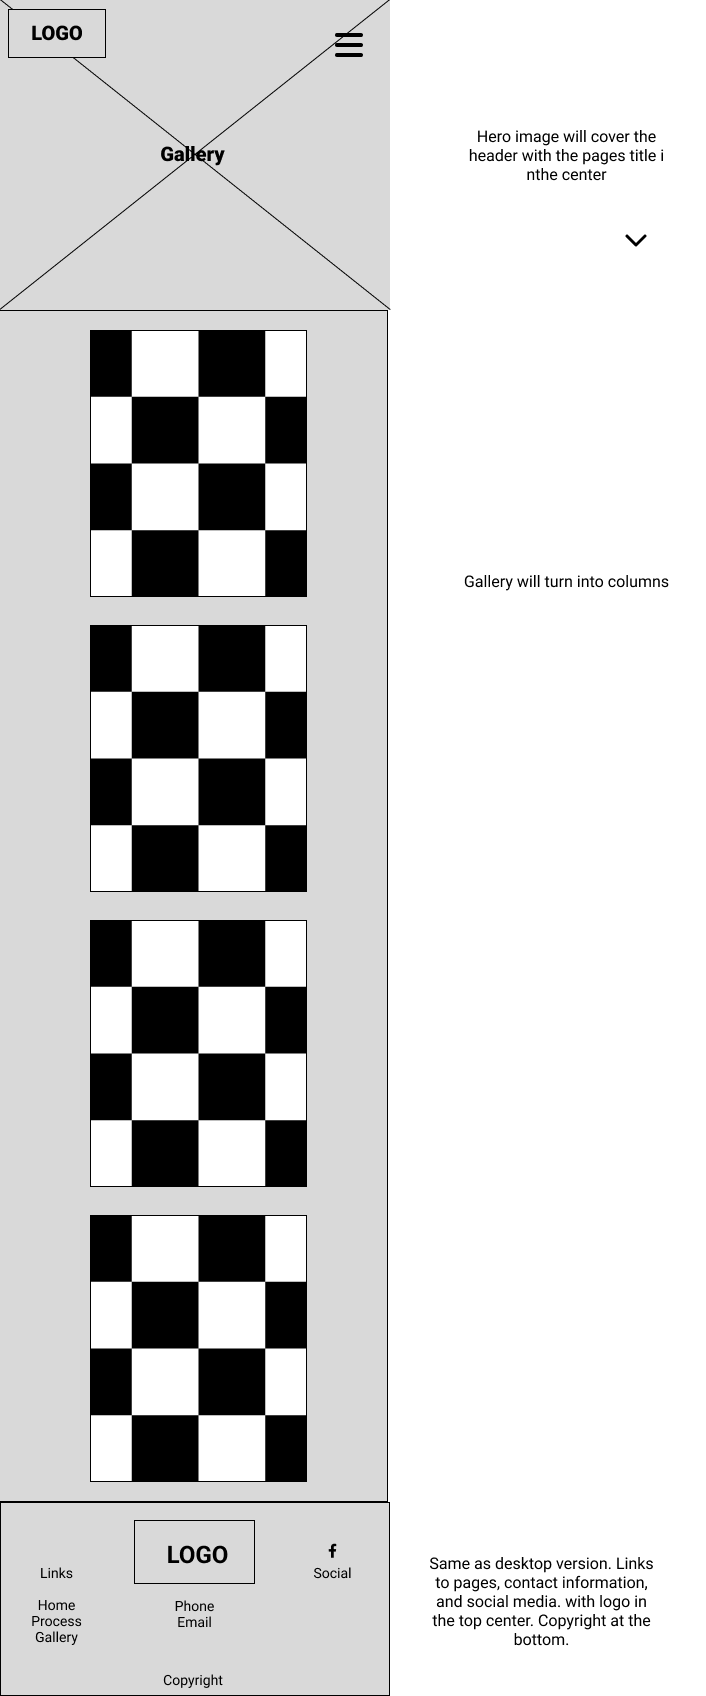 LOGO
Gallery
Hero image will cover the
header with the pages title i
nthe center
Gallery will turn into columns
LOGO
Links
Social
Home
Process
Gallery
Phone
Email
Copyright
Same as desktop version. Links
to pages, contact information,
and social media. with logo in
the top center. Copyright at the
bottom.